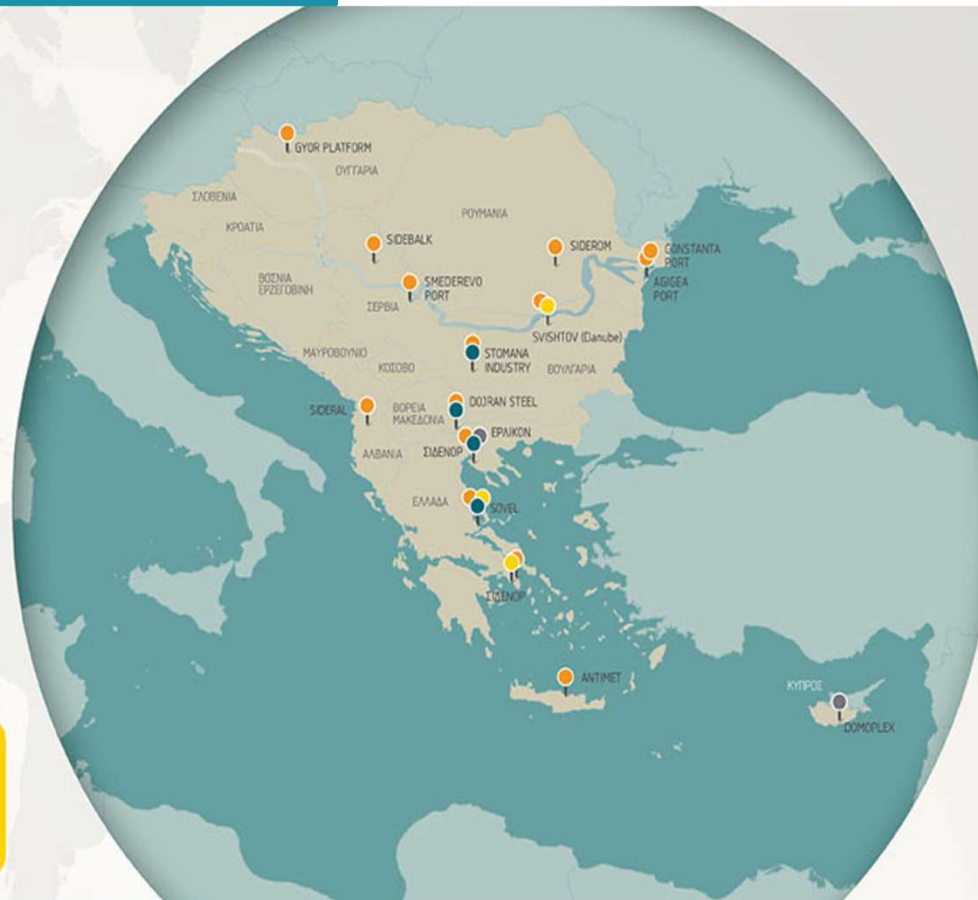 GYOR PLATFORM
ΟΥΓΓΑΡΙΑ
ΣΛΟΒΕΝΙΑ
ΡΟΥΜΑΝΙΑ
ΚΡΟΑΤΙΑ
SIDEBALK
SIDEROM
CONSTANTA
PORT
ΒΟΣΝΙΑ
ΕΡΖΕΓΟΒΙΝΗ
SMEDEREVO
PORT
AGIGEA
PORT
ΣΕΡΒΙΑ
SVISHTOV (Danube)
ΜΑΥΡΟΒΟΥΝΙΟ
STOMANA
INDUSTRY
ΚΟΣΟΒΟ
ΒΟΥΛΓΑΡΙΑ
SIDERAL
ΒΟΡΕΙΑ
ΜΑΚΕΔΟΝΙΑ
DOJRAN STEEL
ΕΡΛΙΚΟΝ
ΑΛΒΑΝΙΑ
ΣΙΔΕΝΟΡ
ΕΛΛΑΔΑ
SOVEL
ΣΙΔΕΝΟΡ
ANTIMET
ΚΥΠΡΟΣ
DOMOPLEX